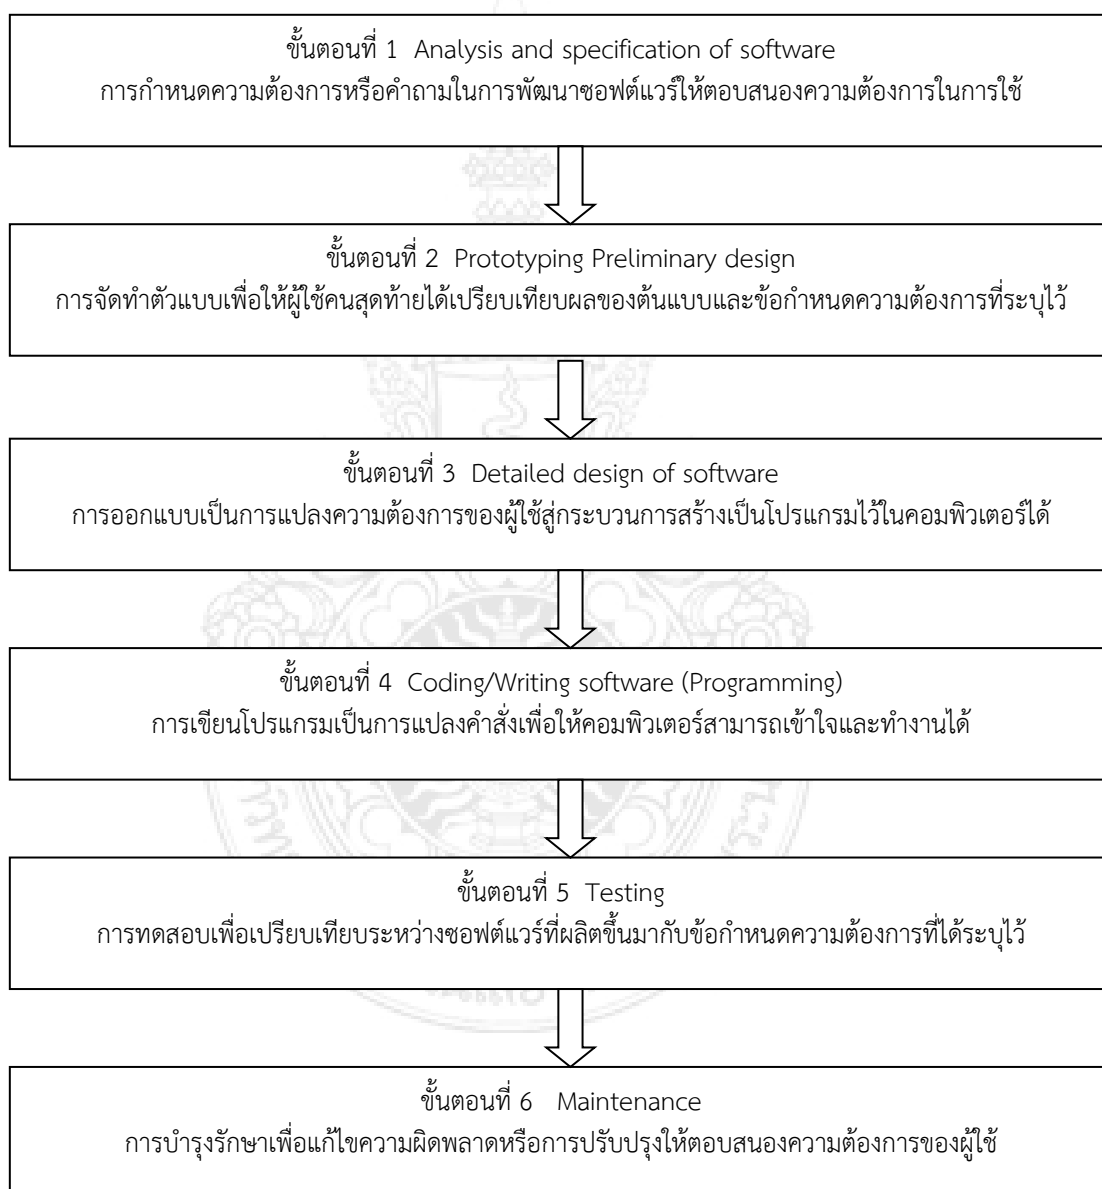 ขั้นตอนที่ 1 Analysis and specification of software
การกำหนดความต้องการหรือคำถามในการพัฒนาซอฟต์แวร์ให้ตอบสนองความต้องการในการใช้
ขั้นตอนที่ 2 Prototyping Preliminary design
การจัดทำตัวแบบเพื่อให้ผู้ใช้คนสุดท้ายได้เปรียบเทียบผลของต้นแบบและข้อกำหนดความต้องการที่ระบุไว้
ขั้นตอนที่ 3 Detailed design of software
การออกแบบเป็นการแปลงความต้องการของผู้ใช้สู่กระบวนการสร้างเป็นโปรแกรมไว้ในคอมพิวเตอร์ได้
ขั้นตอนที่ 4 Coding/Writing software (Programming)
การเขียนโปรแกรมเป็นการแปลงคำสั่งเพื่อให้คอมพิวเตอร์สามารถเข้าใจและทำงานได้
ขั้นตอนที่ 5 Testing
การทดสอบเพื่อเปรียบเทียบระหว่างซอฟต์แวร์ที่ผลิตขึ้นมากับข้อกำหนดความต้องการที่ได้ระบุไว้
ขั้นตอนที่ 6 Maintenance
การบำรุงรักษาเพื่อแก้ไขความผิดพลาดหรือการปรับปรุงให้ตอบสนองความต้องการของผู้ใช้